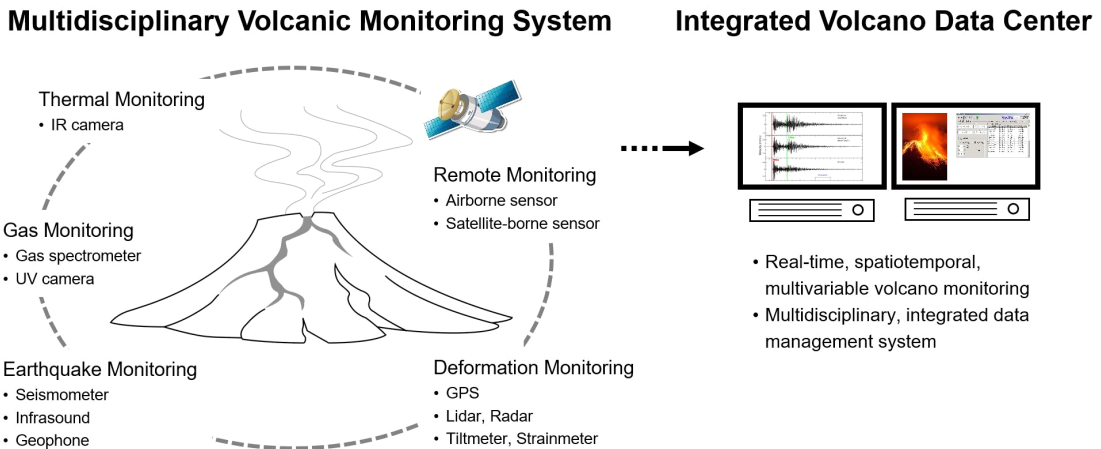 Multidisciplinary Volcanic Monitoring System
Integrated Volcano Data Center
Thermal Monitoring
• IR camera
Remote Monitoring
• Airborne sensor
• Satellite-borne sensor
Gas Monitoring
• Gas spectrometer
• UV camera
Earthquake Monitoring
• Seismometer
• Infrasound
• Geophone
Deformation Monitoring
• GPS
• Lidar, Radar
• Tiltmeter, Strainmeter
• Real-time, spatiotemporal,
multivariable volcano monitoring
• Multidisciplinary, integrated data
management system